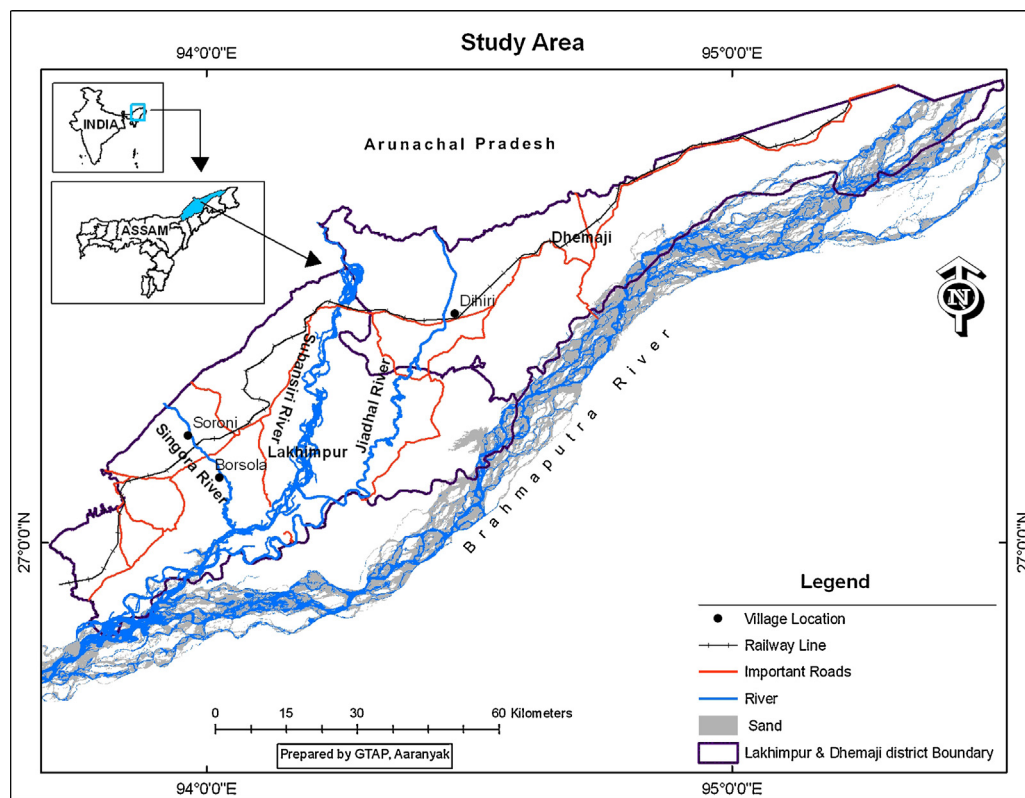 Study Area
94°0'0"E
95°0'0"E
INDIA
ASSAM
Arunachal Pradesh
Dhemaji
Dihiri
Subansiri River
Jiadhal River
Soroni
Singora River
Lakhimpur
Borsola
Brahmaputra River
N
27°0'0"N
27°0'0"N
Legend
Village Location
Railway Line
Important Roads
River
Sand
Lakhimpur & Dhemaji district Boundary
0 15 30 60 Kilometers
Prepared by GTAP, Aaranyak
94°0'0"E
95°0'0"E